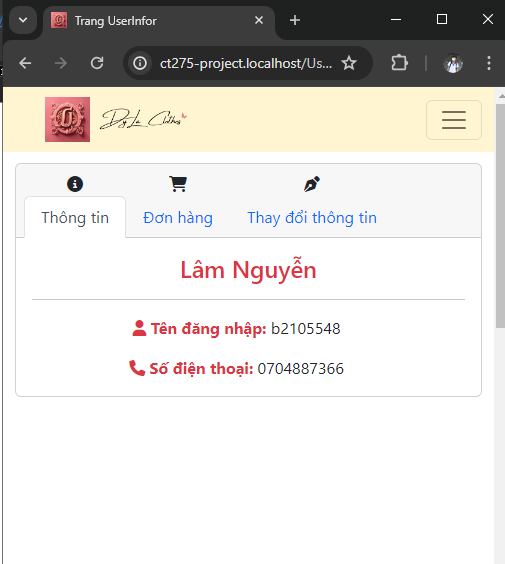 Trang UserInfor
ct275-project.localhost/Us...
Thông tin
Đơn hàng
Thay đổi thông tin
Lâm Nguyễn
Tên đăng nhập: b2105548
Số điện thoại: 0704887366